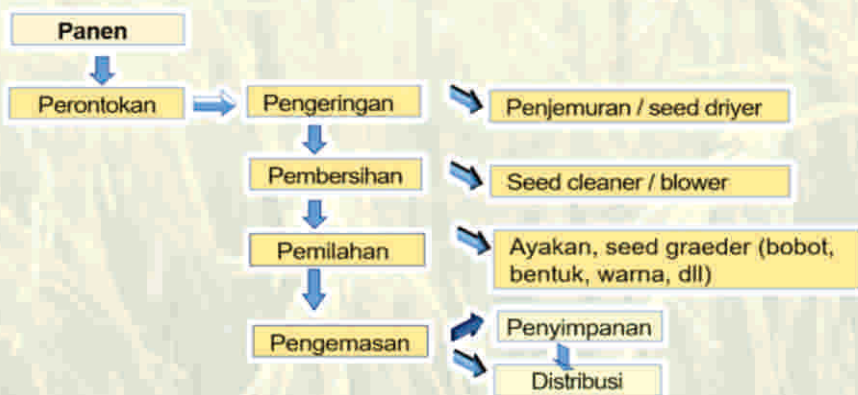 Panen
Perontokan
Pengeringan
Penjemuran / seed driyer
Pembersihan
Seed cleaner / blower
Pemilahan
Ayakan, seed graeder (bobot,
bentuk, warna, dll)
Pengemasan
Penyimpanan
Distribusi